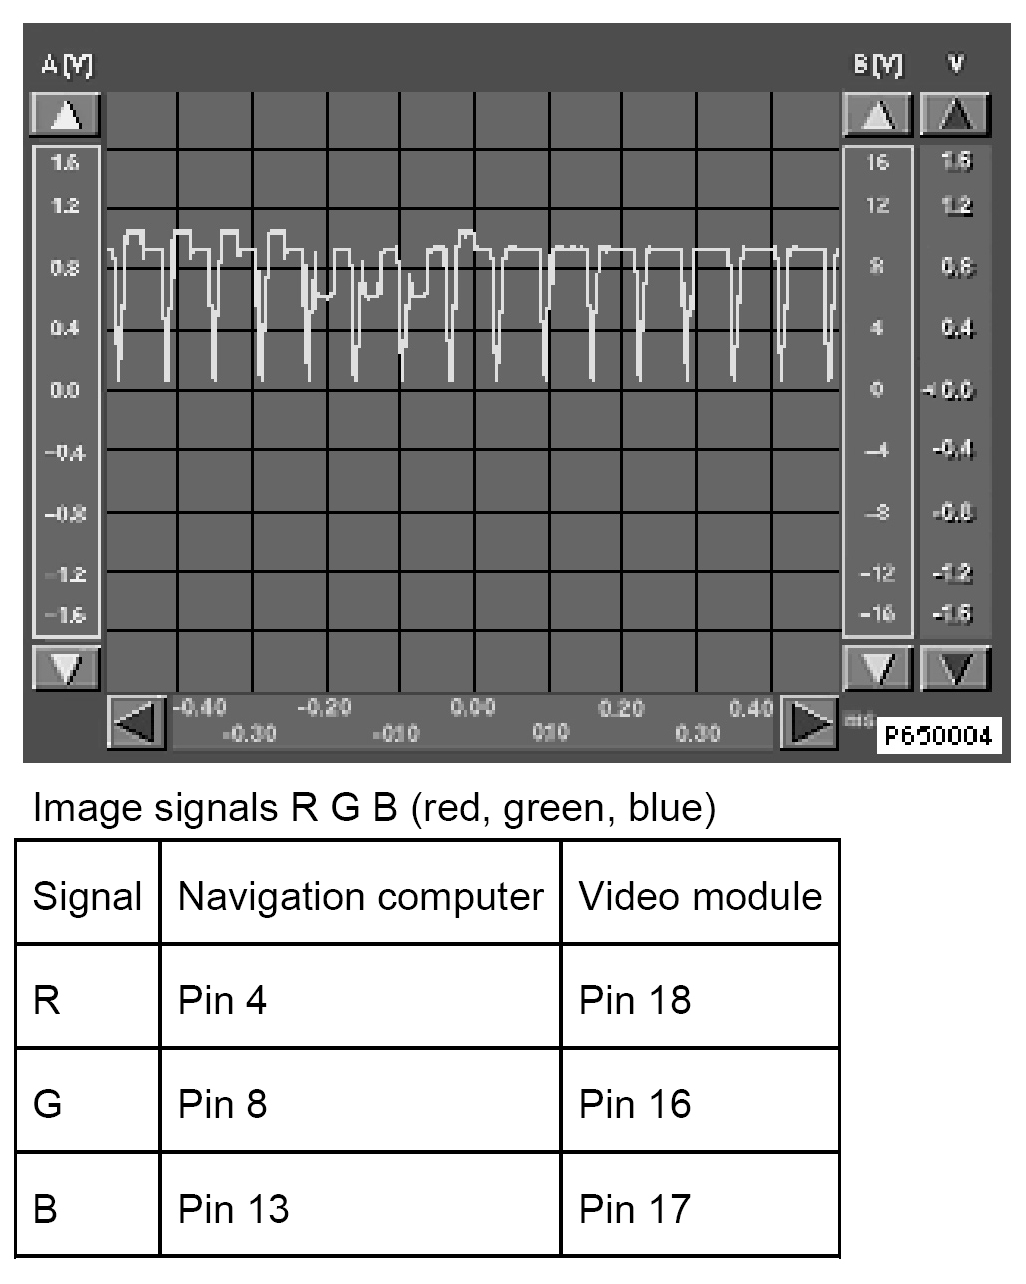 A [V] B [V] V
1.6 16 1.6
1.2 12 1.2
0.8 8 0.8
0.4 4 0.4
0.0 0 0.0
-0.4 -4 -0.4
-0.8 -8 -0.8
-1.2 -12 -1.2
-1.6 -16 -1.6
-0.40 -0.20 0.00 0.20 0.40 ms
-0.30 -010 010 0.30
P650004
Image signals R G B (red, green, blue)
Signal Navigation computer Video module
R Pin 4 Pin 18
G Pin 8 Pin 16
B Pin 13 Pin 17